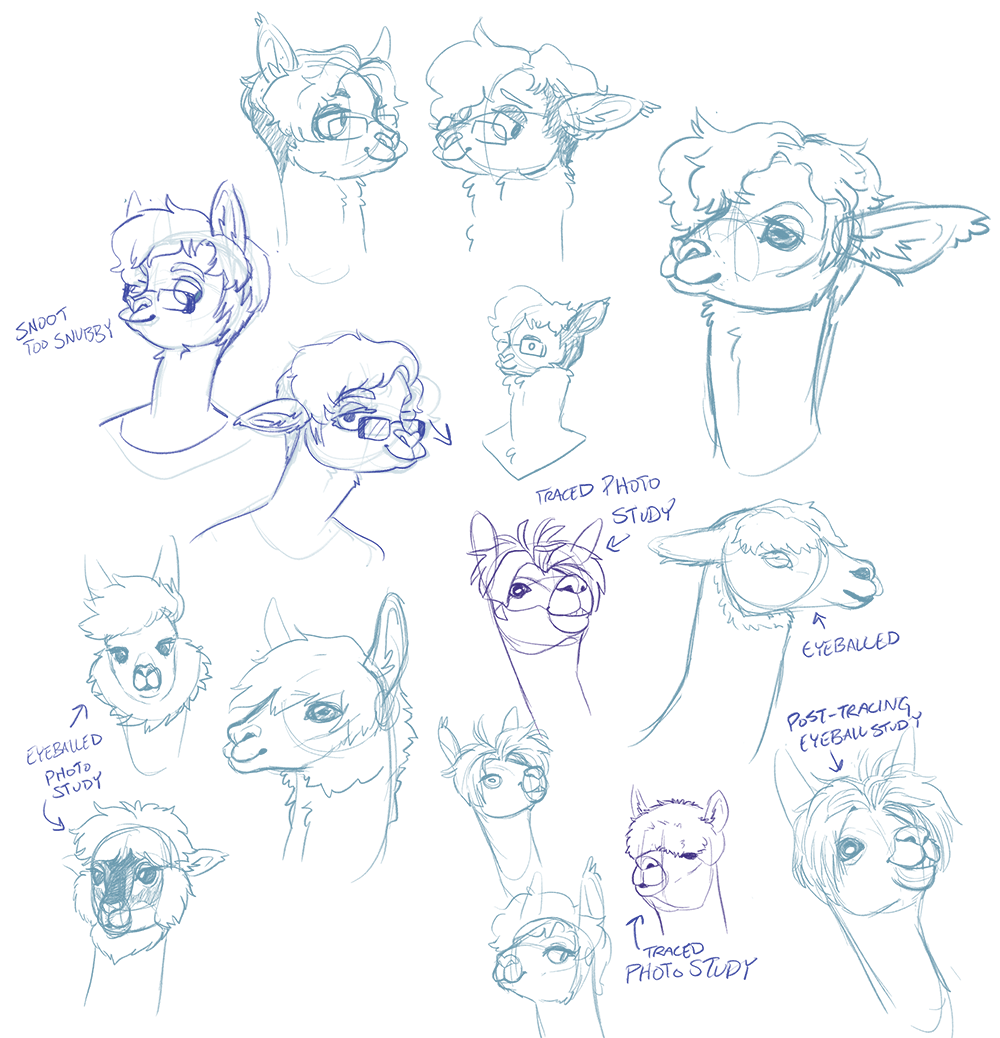 SNOOT
TOO SNUBBY
TRACED PHOTO
STUDY
EYEBALLED
POST-TRACING
EYEBALL STUDY
EYEBALLED
PHOTO
STUDY
TRACED
PHOTO STUDY